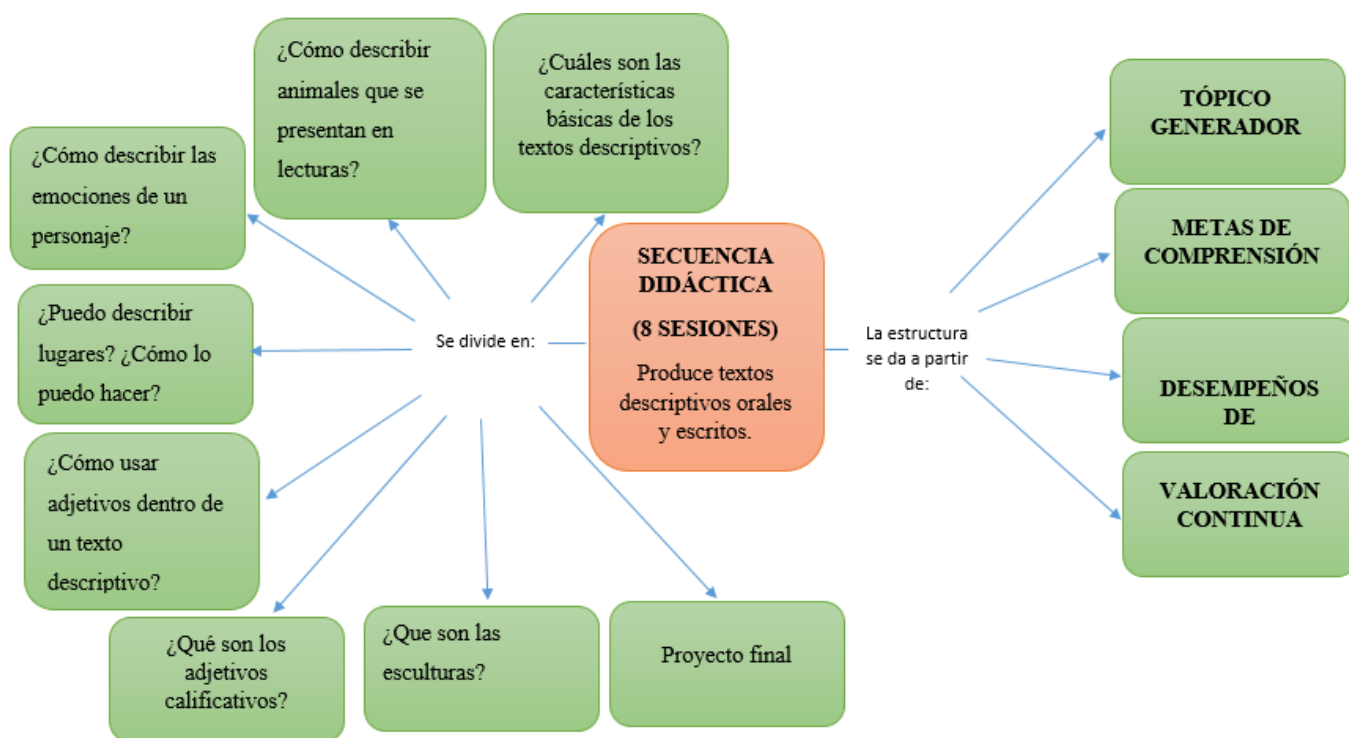 ¿Cómo describir
animales que se
presentan en
lecturas?
¿Cuáles son las
características
básicas de los
textos descriptivos?
¿Cómo describir las
emociones de un
personaje?
¿Puedo describir
lugares? ¿Cómo lo
puedo hacer?
¿Cómo usar
adjetivos dentro de
un texto
descriptivo?
¿Qué son los
adjetivos
calificativos?
¿Que son las
esculturas?
Proyecto final
Se divide en:
SECUENCIA
DIDÁCTICA
(8 SESIONES)
Produce textos
descriptivos orales
y escritos.
La estructura
se da a partir
de:
TÓPICO
GENERADOR
METAS DE
COMPRENSIÓN
DESEMPEÑOS
DE
VALORACIÓN
CONTINUA